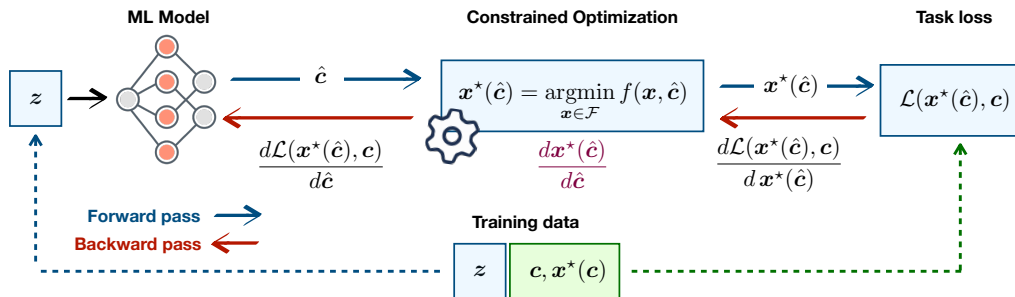 ML Model
Constrained Optimization
Task loss
z
ĉ
x⋆(ĉ) = argmin f(x, ĉ)
x∈F
x⋆(ĉ)
L(x⋆(ĉ), c)
dL(x⋆(ĉ), c)
dĉ
dx⋆(ĉ)
dĉ
dL(x⋆(ĉ), c)
d x⋆(ĉ)
Forward pass
Backward pass
Training data
z
c, x⋆(c)